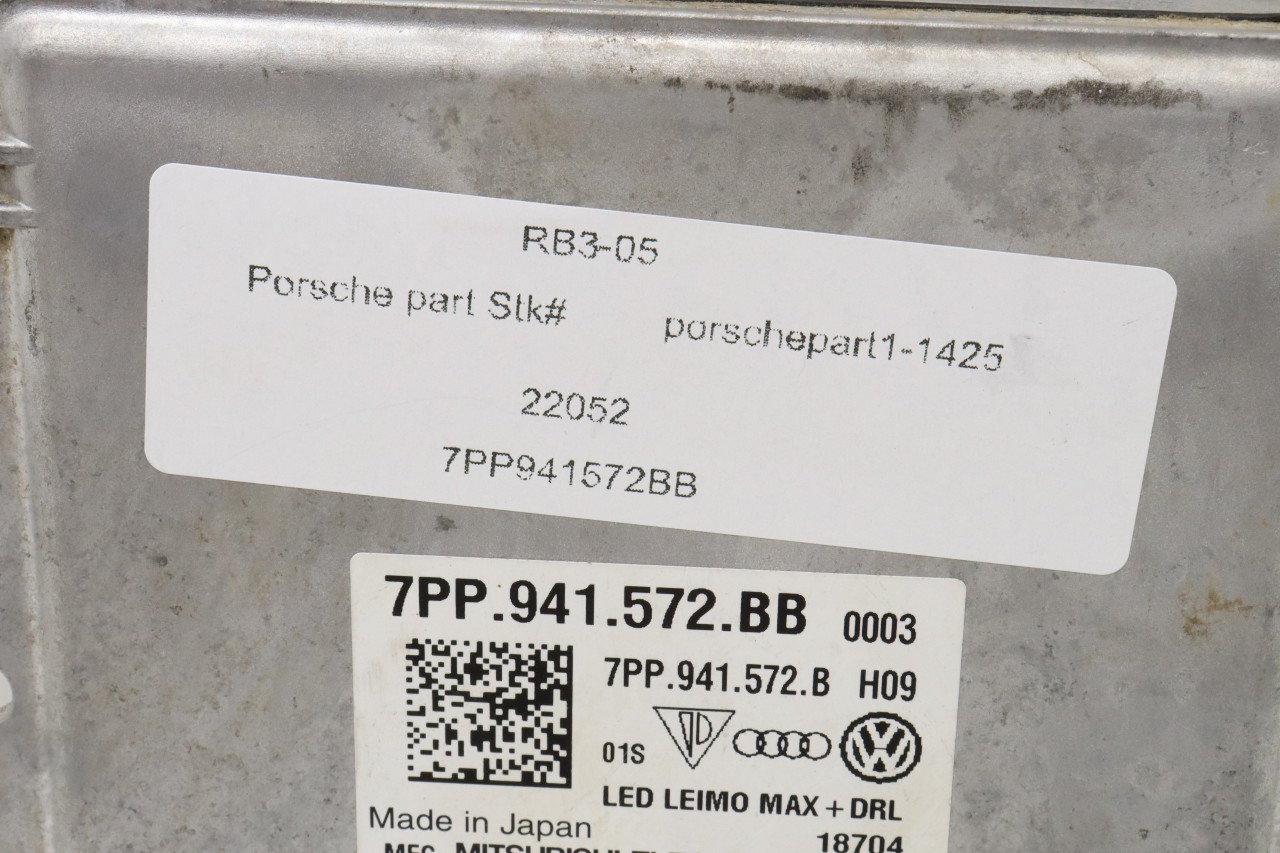 RB3-05
Porsche part Stk# porschepart1-1425
22052
7PP941572BB
7PP.941.572.BB 0003
7PP.941.572.B H09
01S
LED LEIMO MAX + DRL
Made in Japan 18704